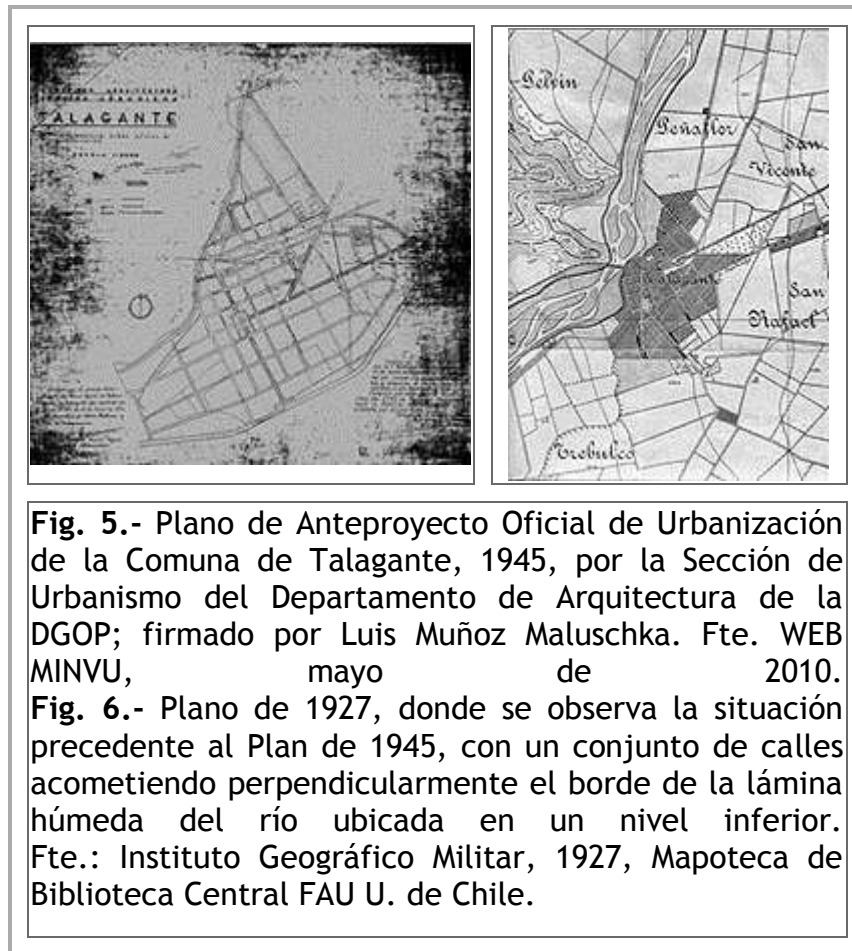 TALAGANTE
Pelvin
Peñaflor
San
Vicente
Talagante
San
Rafael
Trebulco
Fig. 5.- Plano de Anteproyecto Oficial de Urbanización
de la Comuna de Talagante, 1945, por la Sección de
Urbanismo del Departamento de Arquitectura de la
DGOP; firmado por Luis Muñoz Maluschka. Fte. WEB
MINVU, mayo de 2010.
Fig. 6.- Plano de 1927, donde se observa la situación
precedente al Plan de 1945, con un conjunto de calles
acometiendo perpendicularmente el borde de la lámina
húmeda del río ubicada en un nivel inferior.
Fte.: Instituto Geográfico Militar, 1927, Mapoteca de
Biblioteca Central FAU U. de Chile.